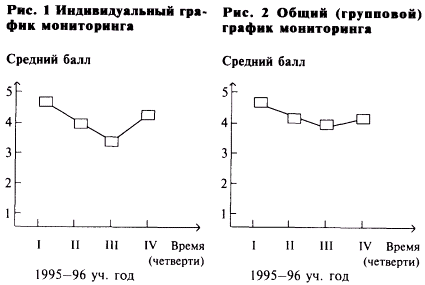 Рис. 1 Индивидуальный гра-
фик мониторинга
Средний балл
5
4
3
2
1
I II III IV Время
(четверти)
1995–96 уч. год
Рис. 2 Общий (групповой)
график мониторинга
Средний балл
5
4
3
2
1
I II III IV Время
(четверти)
1995–96 уч. год